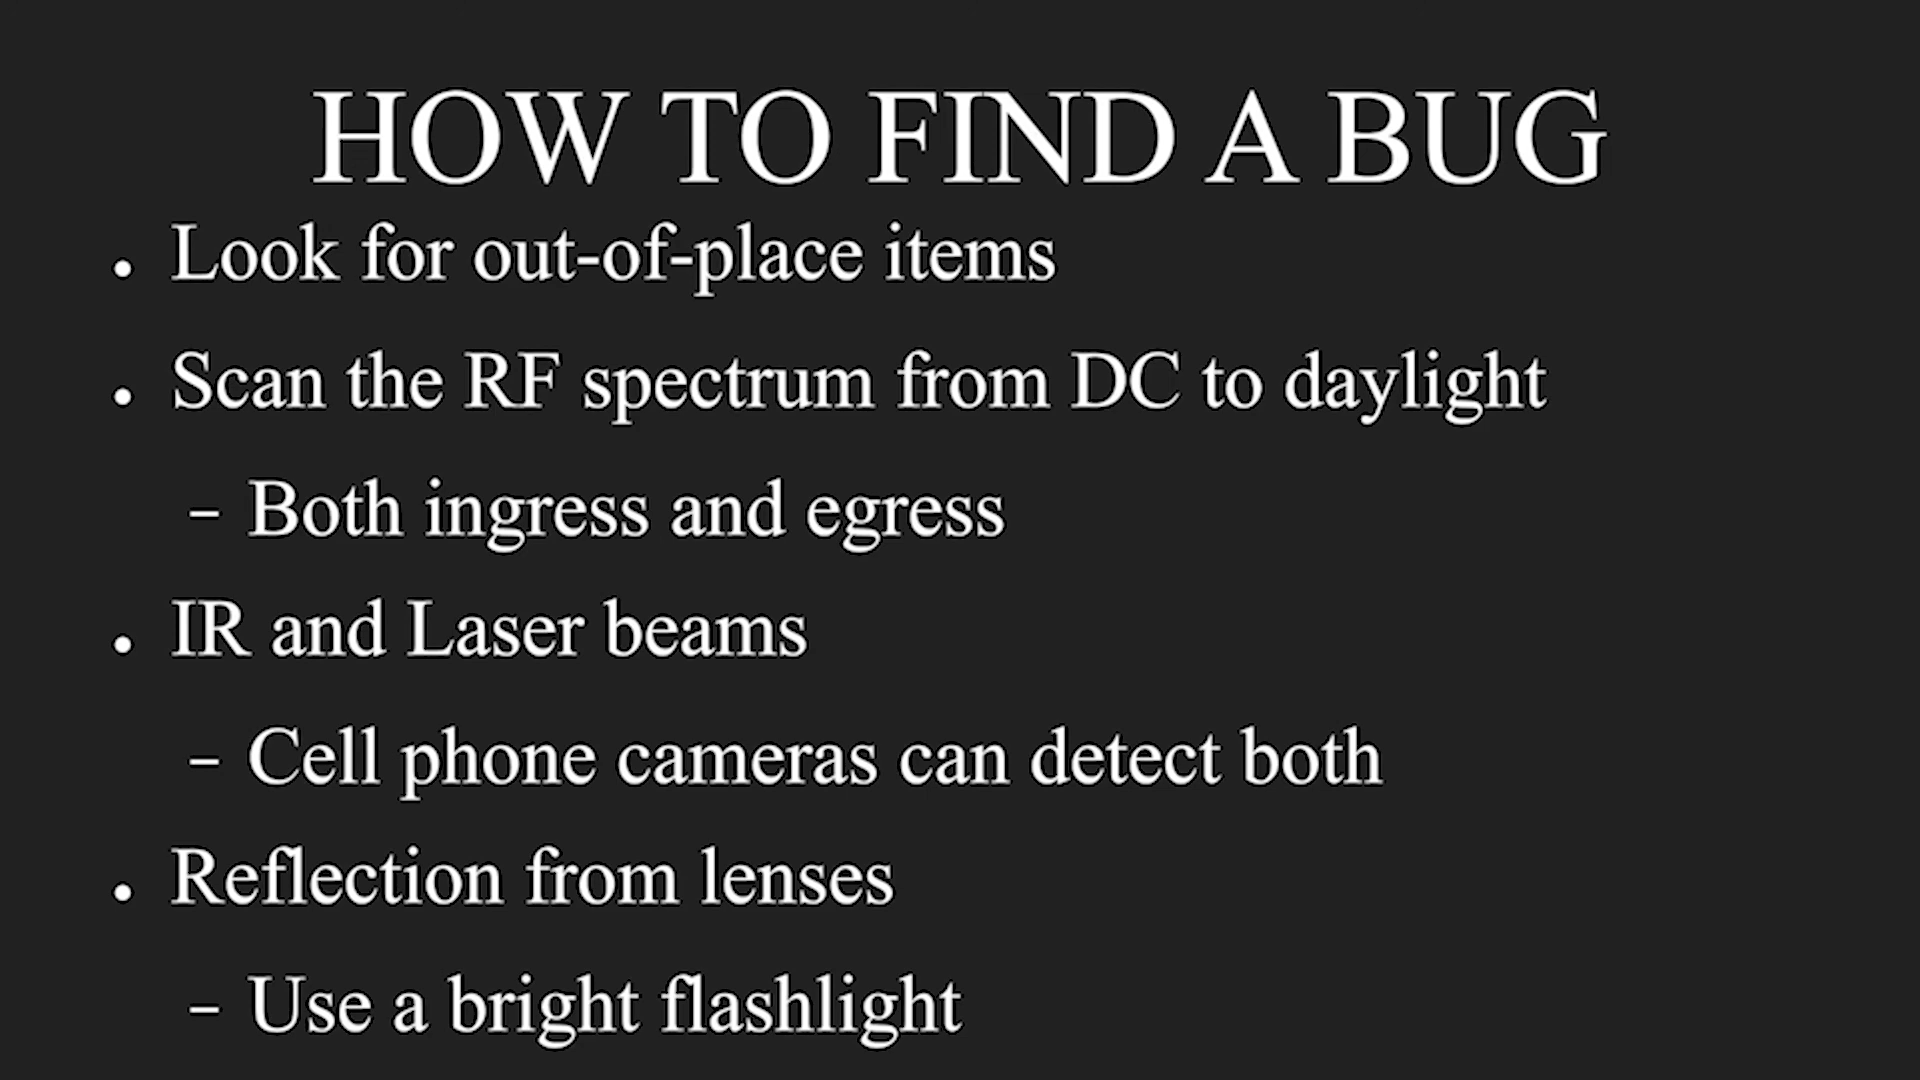 HOW TO FIND A BUG
• Look for out-of-place items
• Scan the RF spectrum from DC to daylight
– Both ingress and egress
• IR and Laser beams
– Cell phone cameras can detect both
• Reflection from lenses
– Use a bright flashlight